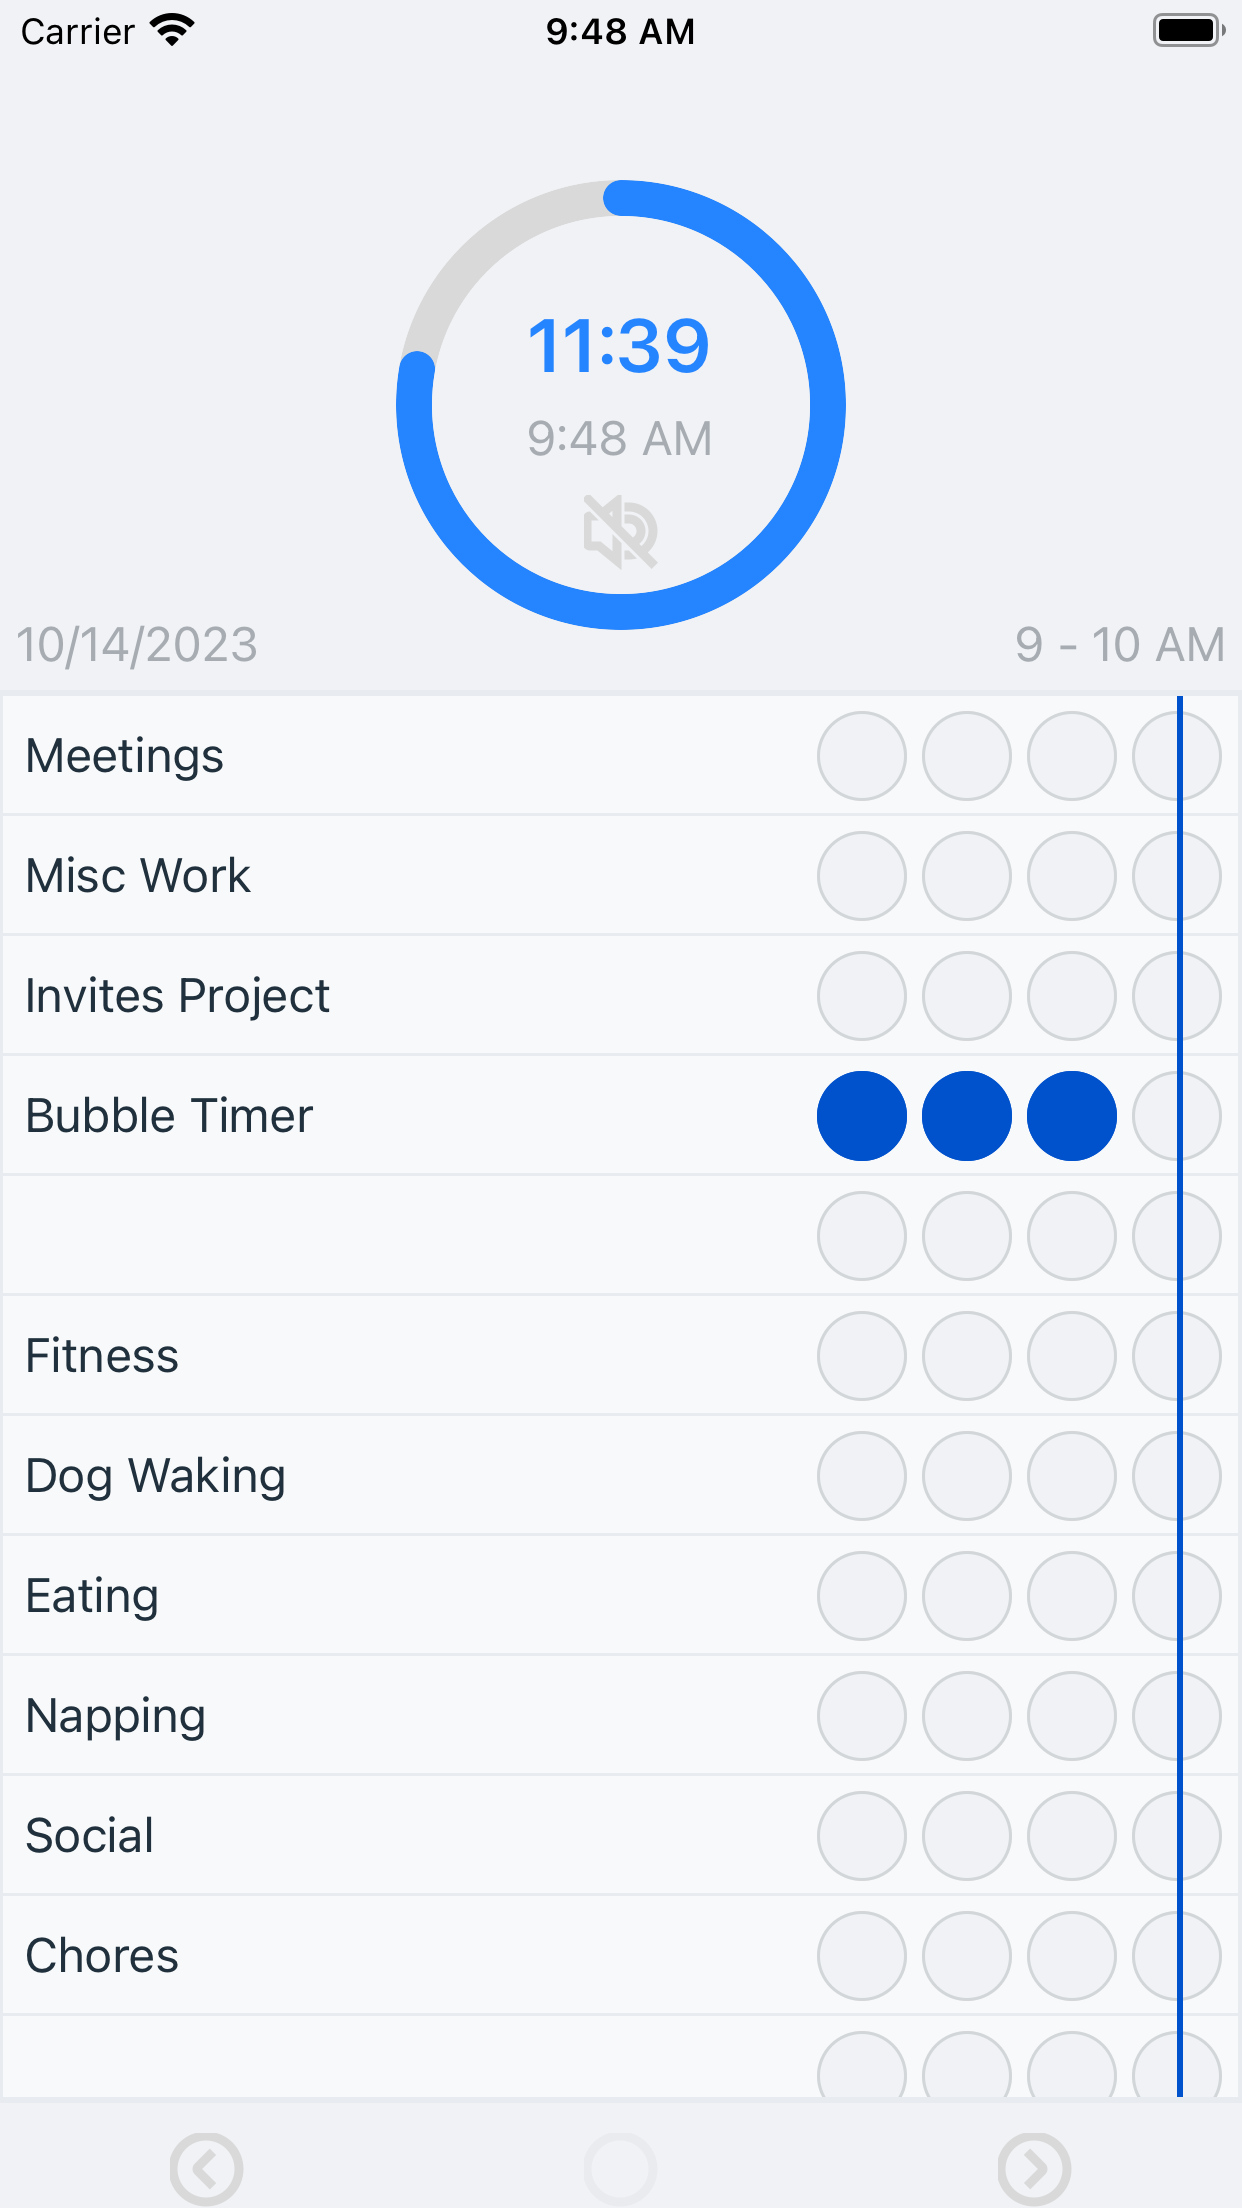 Carrier 9:48 AM
11:39
9:48 AM
10/14/2023 9 - 10 AM
Meetings
Misc Work
Invites Project
Bubble Timer
Fitness
Dog Waking
Eating
Napping
Social
Chores